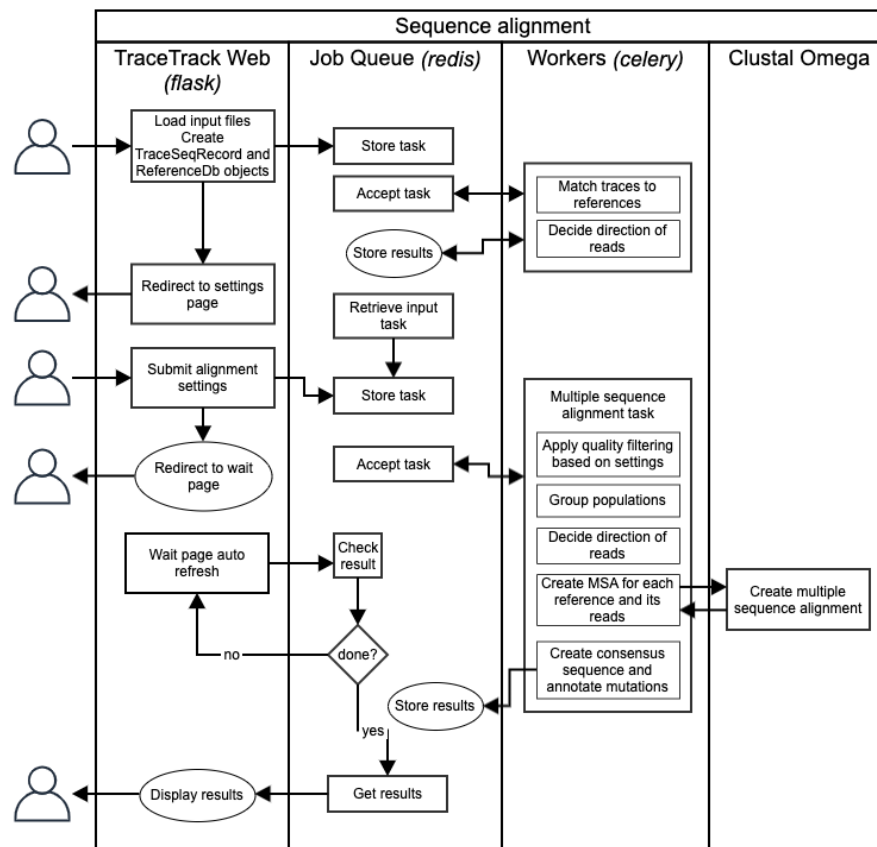 Sequence alignment
TraceTrack Web
(flask)
Job Queue (redis)
Workers (celery)
Clustal Omega
Load input files
Create
TraceSeqRecord and
ReferenceDb objects
Store task
Accept task
Match traces to
references
Decide direction of
reads
Store results
Redirect to settings
page
Retrieve input
task
Submit alignment
settings
Store task
Multiple sequence
alignment task
Apply quality filtering
based on settings
Redirect to wait
page
Accept task
Group populations
Decide direction of
reads
Wait page auto
refresh
Check
result
Create MSA for each
reference and its
reads
Create multiple
sequence alignment
no
done?
Create consensus
sequence and
annotate mutations
Store results
yes
Display results
Get results